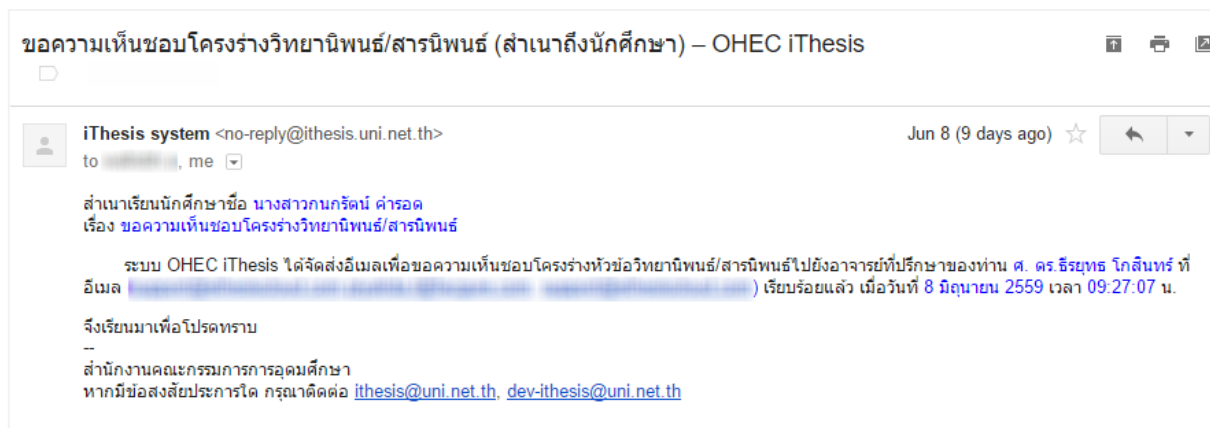 ขอความเห็นชอบโครงร่างวิทยานิพนธ์/สารนิพนธ์ (สำเนาถึงนักศึกษา) – OHEC iThesis
iThesis system <no-reply@ithesis.uni.net.th>
Jun 8 (9 days ago)
to , me
สำเนาเรียนนักศึกษาชื่อ นางสาวกนกรัตน์ คำรอด
เรื่อง ขอความเห็นชอบโครงร่างวิทยานิพนธ์/สารนิพนธ์
ระบบ OHEC iThesis ได้จัดส่งอีเมลเพื่อขอความเห็นชอบโครงร่างหัวข้อวิทยานิพนธ์/สารนิพนธ์ไปยังอาจารย์ที่ปรึกษาของท่าน ศ. ดร.ธีรยุทธ โกสินทร์ ที่
อีเมล ) เรียบร้อยแล้ว เมื่อวันที่ 8 มิถุนายน 2559 เวลา 09:27:07 น.
จึงเรียนมาเพื่อโปรดทราบ
--
สำนักงานคณะกรรมการการอุดมศึกษา
หากมีข้อสงสัยประการใด กรุณาติดต่อ ithesis@uni.net.th, dev-ithesis@uni.net.th